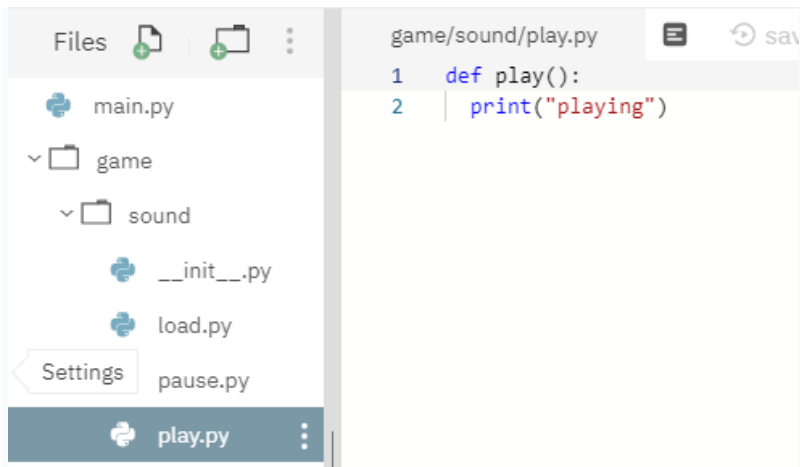 Files
main.py
game
sound
__init__.py
load.py
Settings
pause.py
play.py
game/sound/play.py
1 def play():
2 print("playing")